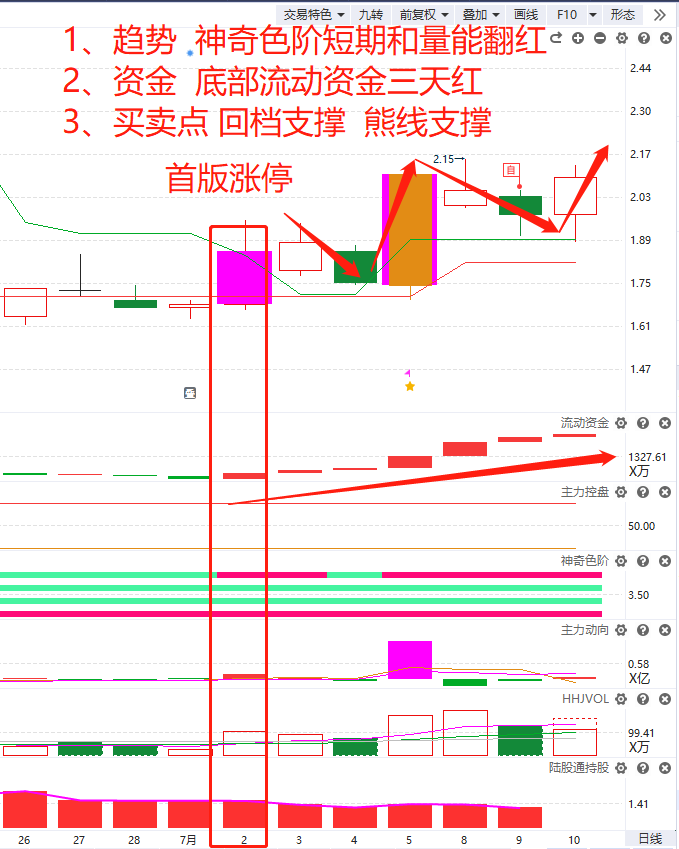 交易特色 九转 前复权 叠加 画线 F10 形态
1、趋势 神奇色阶短期和量能翻红
2、资金 底部流动资金三天红
3、买卖点 回档支撑 熊线支撑
首版涨停
2.44
2.30
2.15→
2.17
自
2.03
1.89
1.75
1.61
1.47
流动资金
1327.61
X万
主力控盘
50.00
神奇色阶
3.50
主力动向
0.58
X亿
HHJVOL
99.41
X万
陆股通持股
1.41
26 27 28 7月 2 3 4 5 8 9 10 日线